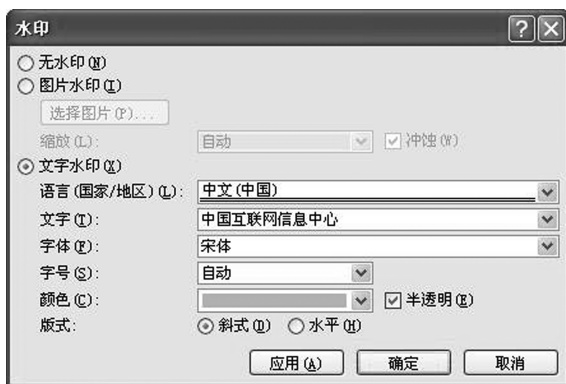 水印
无水印(N)
图片水印(I)
选择图片(P)...
缩放(L): 自动 冲蚀(W)
文字水印(X)
语言(国家/地区)(L): 中文(中国)
文字(T): 中国互联网信息中心
字体(F): 宋体
字号(S): 自动
颜色(C): 半透明(E)
版式: 斜式(D) 水平(H)
应用(A) 确定 取消